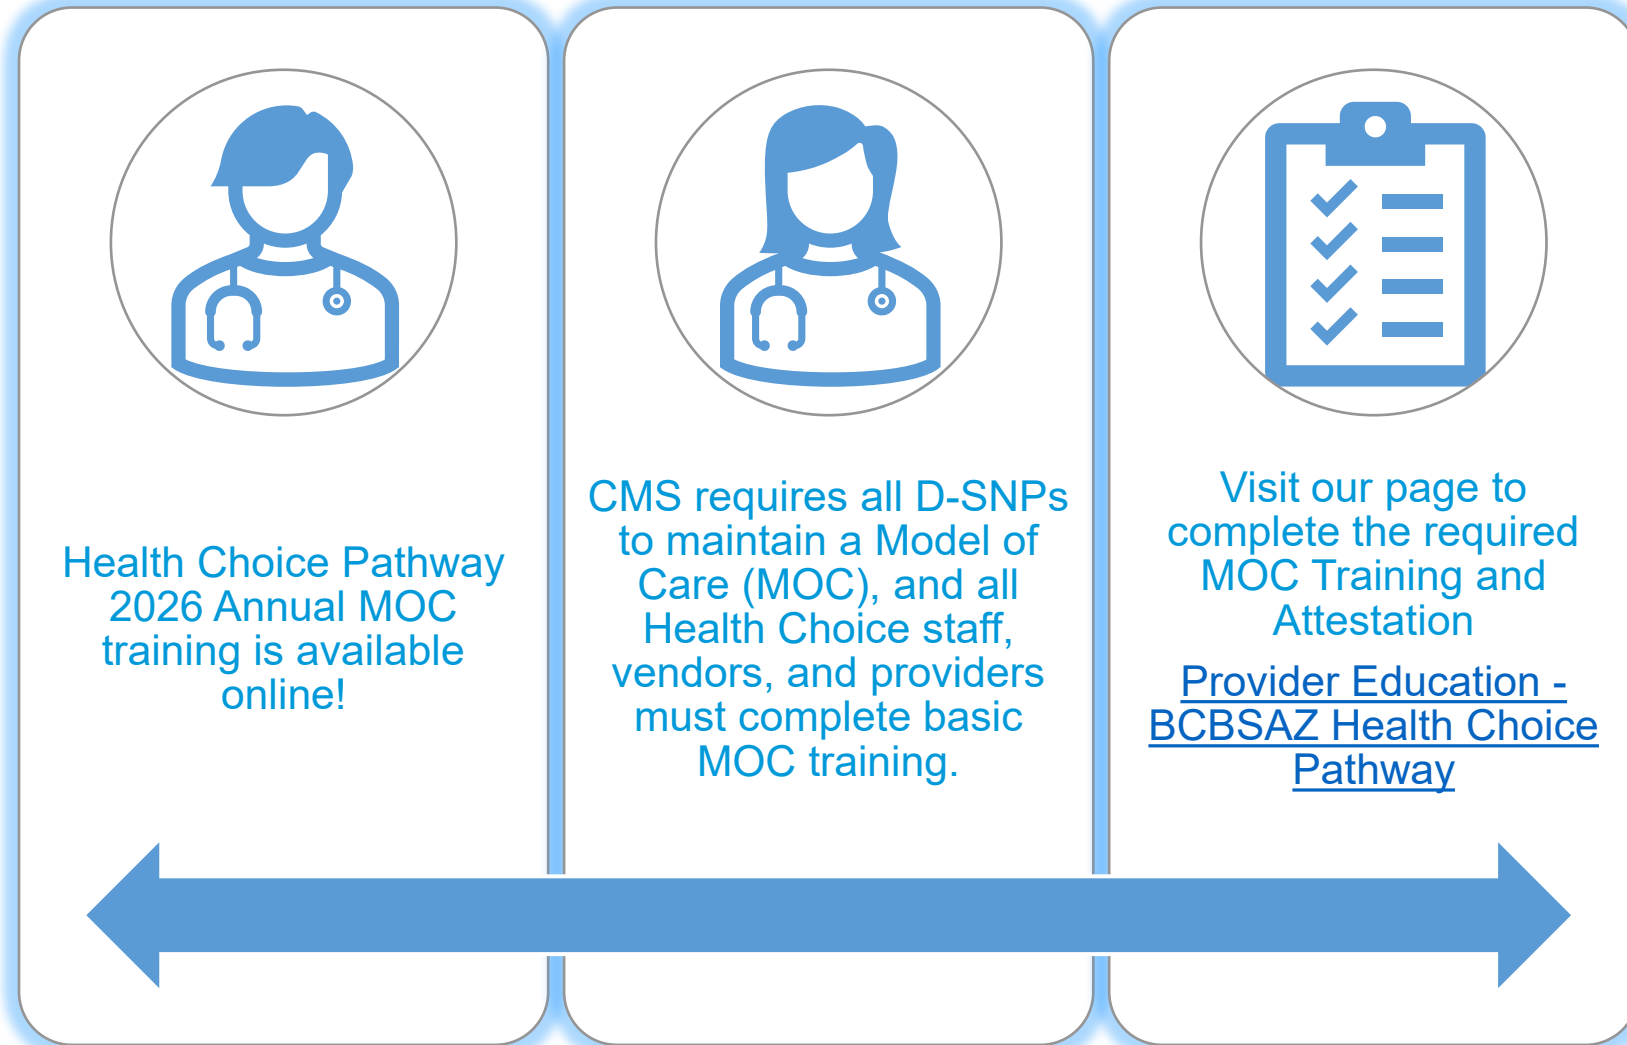 Health Choice Pathway
2026 Annual MOC
training is available
online!
CMS requires all D-SNPs
to maintain a Model of
Care (MOC), and all
Health Choice staff,
vendors, and providers
must complete basic
MOC training.
Visit our page to
complete the required
MOC Training and
Attestation
Provider Education -
BCBSAZ Health Choice
Pathway